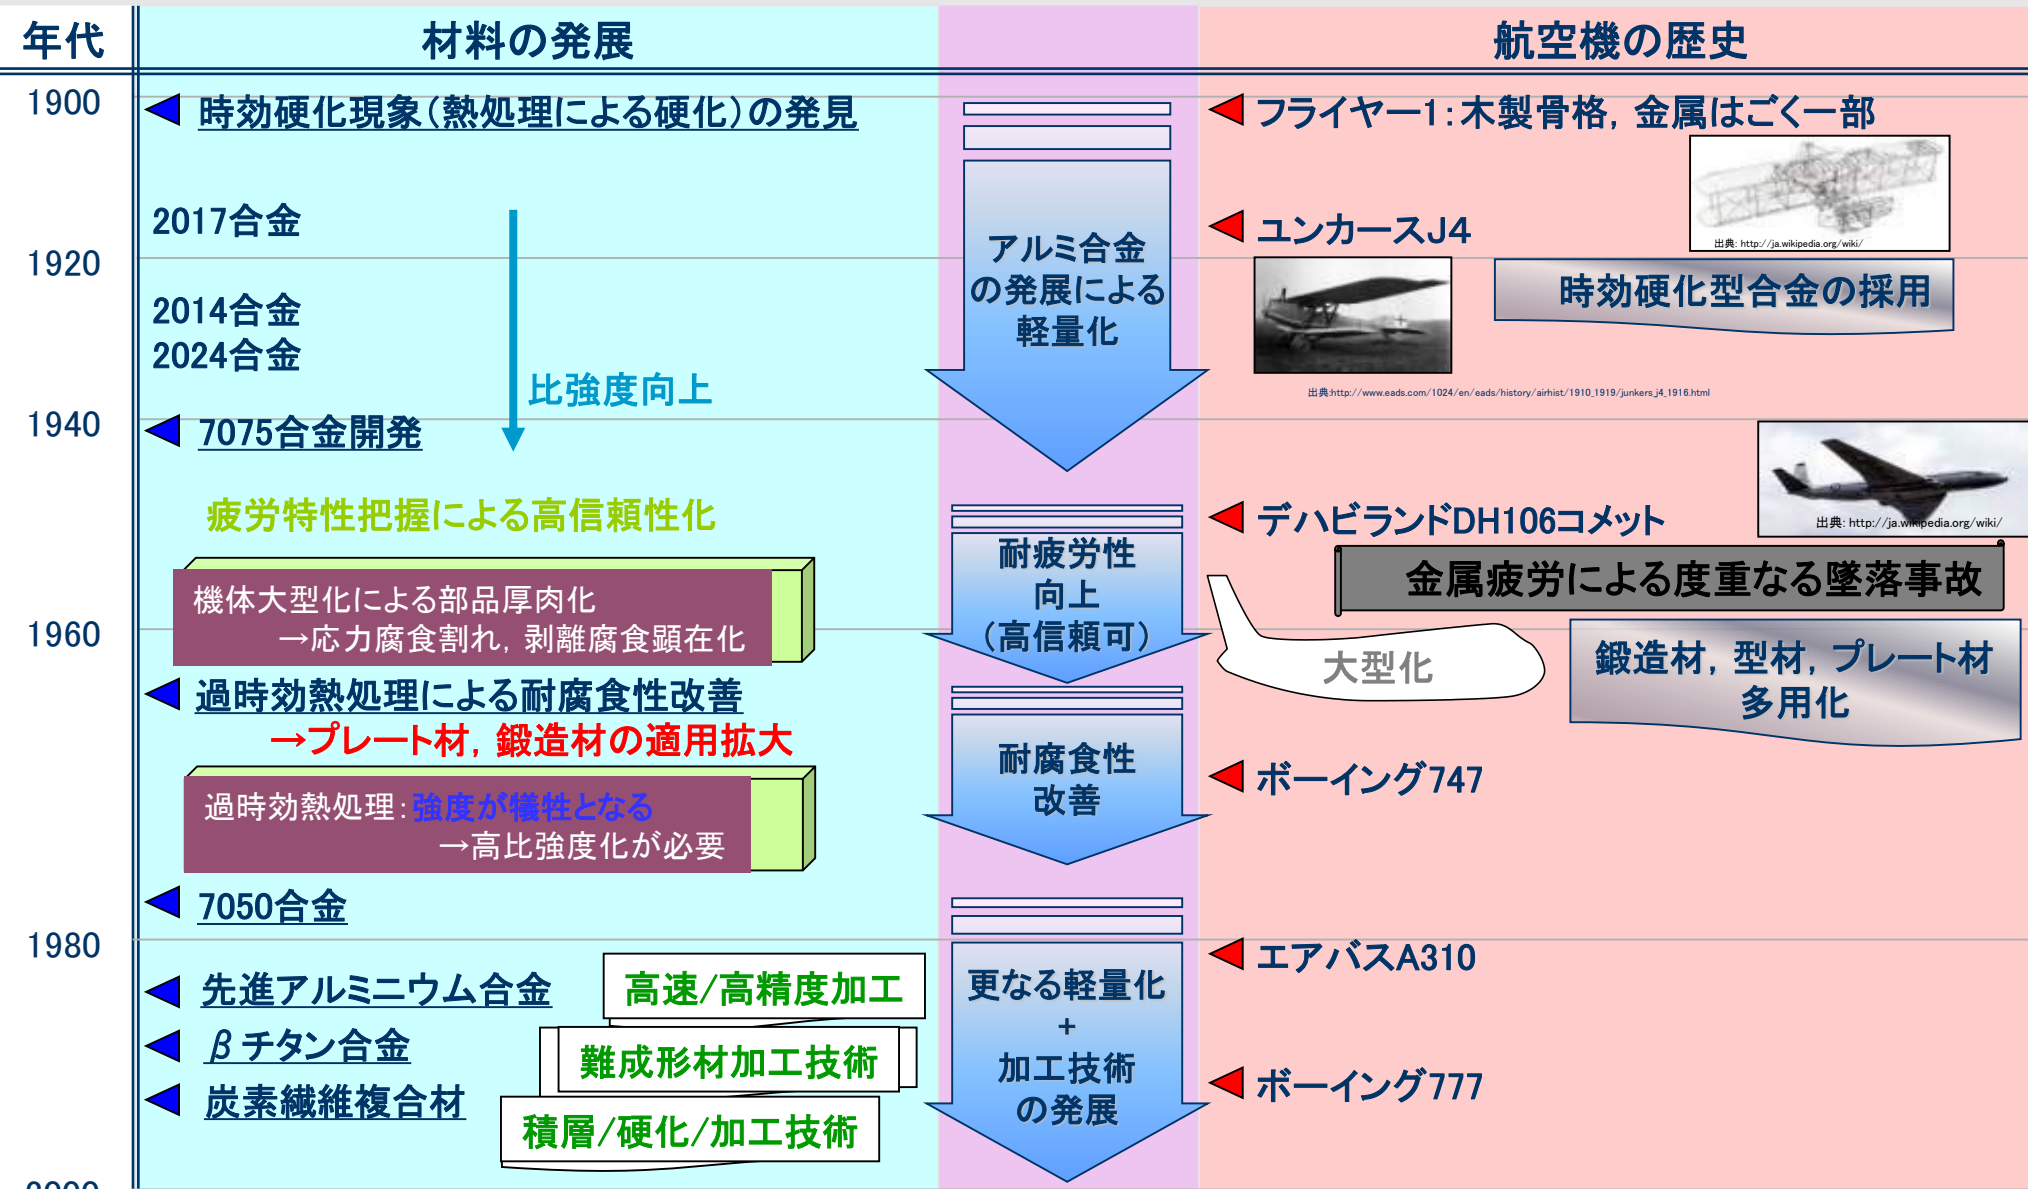 年代
材料の発展
航空機の歴史
1900
時効硬化現象(熱処理による硬化)の発見
フライヤー1:木製骨格,金属はごく一部
出典: http://ja.wikipedia.org/wiki/
2017合金
ユンカースJ4
1920
アルミ合金
の発展による
軽量化
時効硬化型合金の採用
2014合金
2024合金
比強度向上
出典:http://www.eads.com/1024/en/eads/history/airhist/1910_1919/junkers_j4_1916.html
1940
7075合金開発
疲労特性把握による高信頼性化
デハビランドDH106コメット
出典: http://ja.wikipedia.org/wiki/
耐疲労性
向上
(高信頼可)
金属疲労による度重なる墜落事故
機体大型化による部品厚肉化
→応力腐食割れ,剥離腐食顕在化
1960
大型化
鍛造材,型材,プレート材
多用化
過時効熱処理による耐腐食性改善
→プレート材,鍛造材の適用拡大
耐腐食性
改善
ボーイング747
過時効熱処理:強度が犠牲となる
→高比強度化が必要
7050合金
1980
エアバスA310
先進アルミニウム合金
高速/高精度加工
更なる軽量化
+
加工技術
の発展
βチタン合金
難成形材加工技術
ボーイング777
炭素繊維複合材
積層/硬化/加工技術